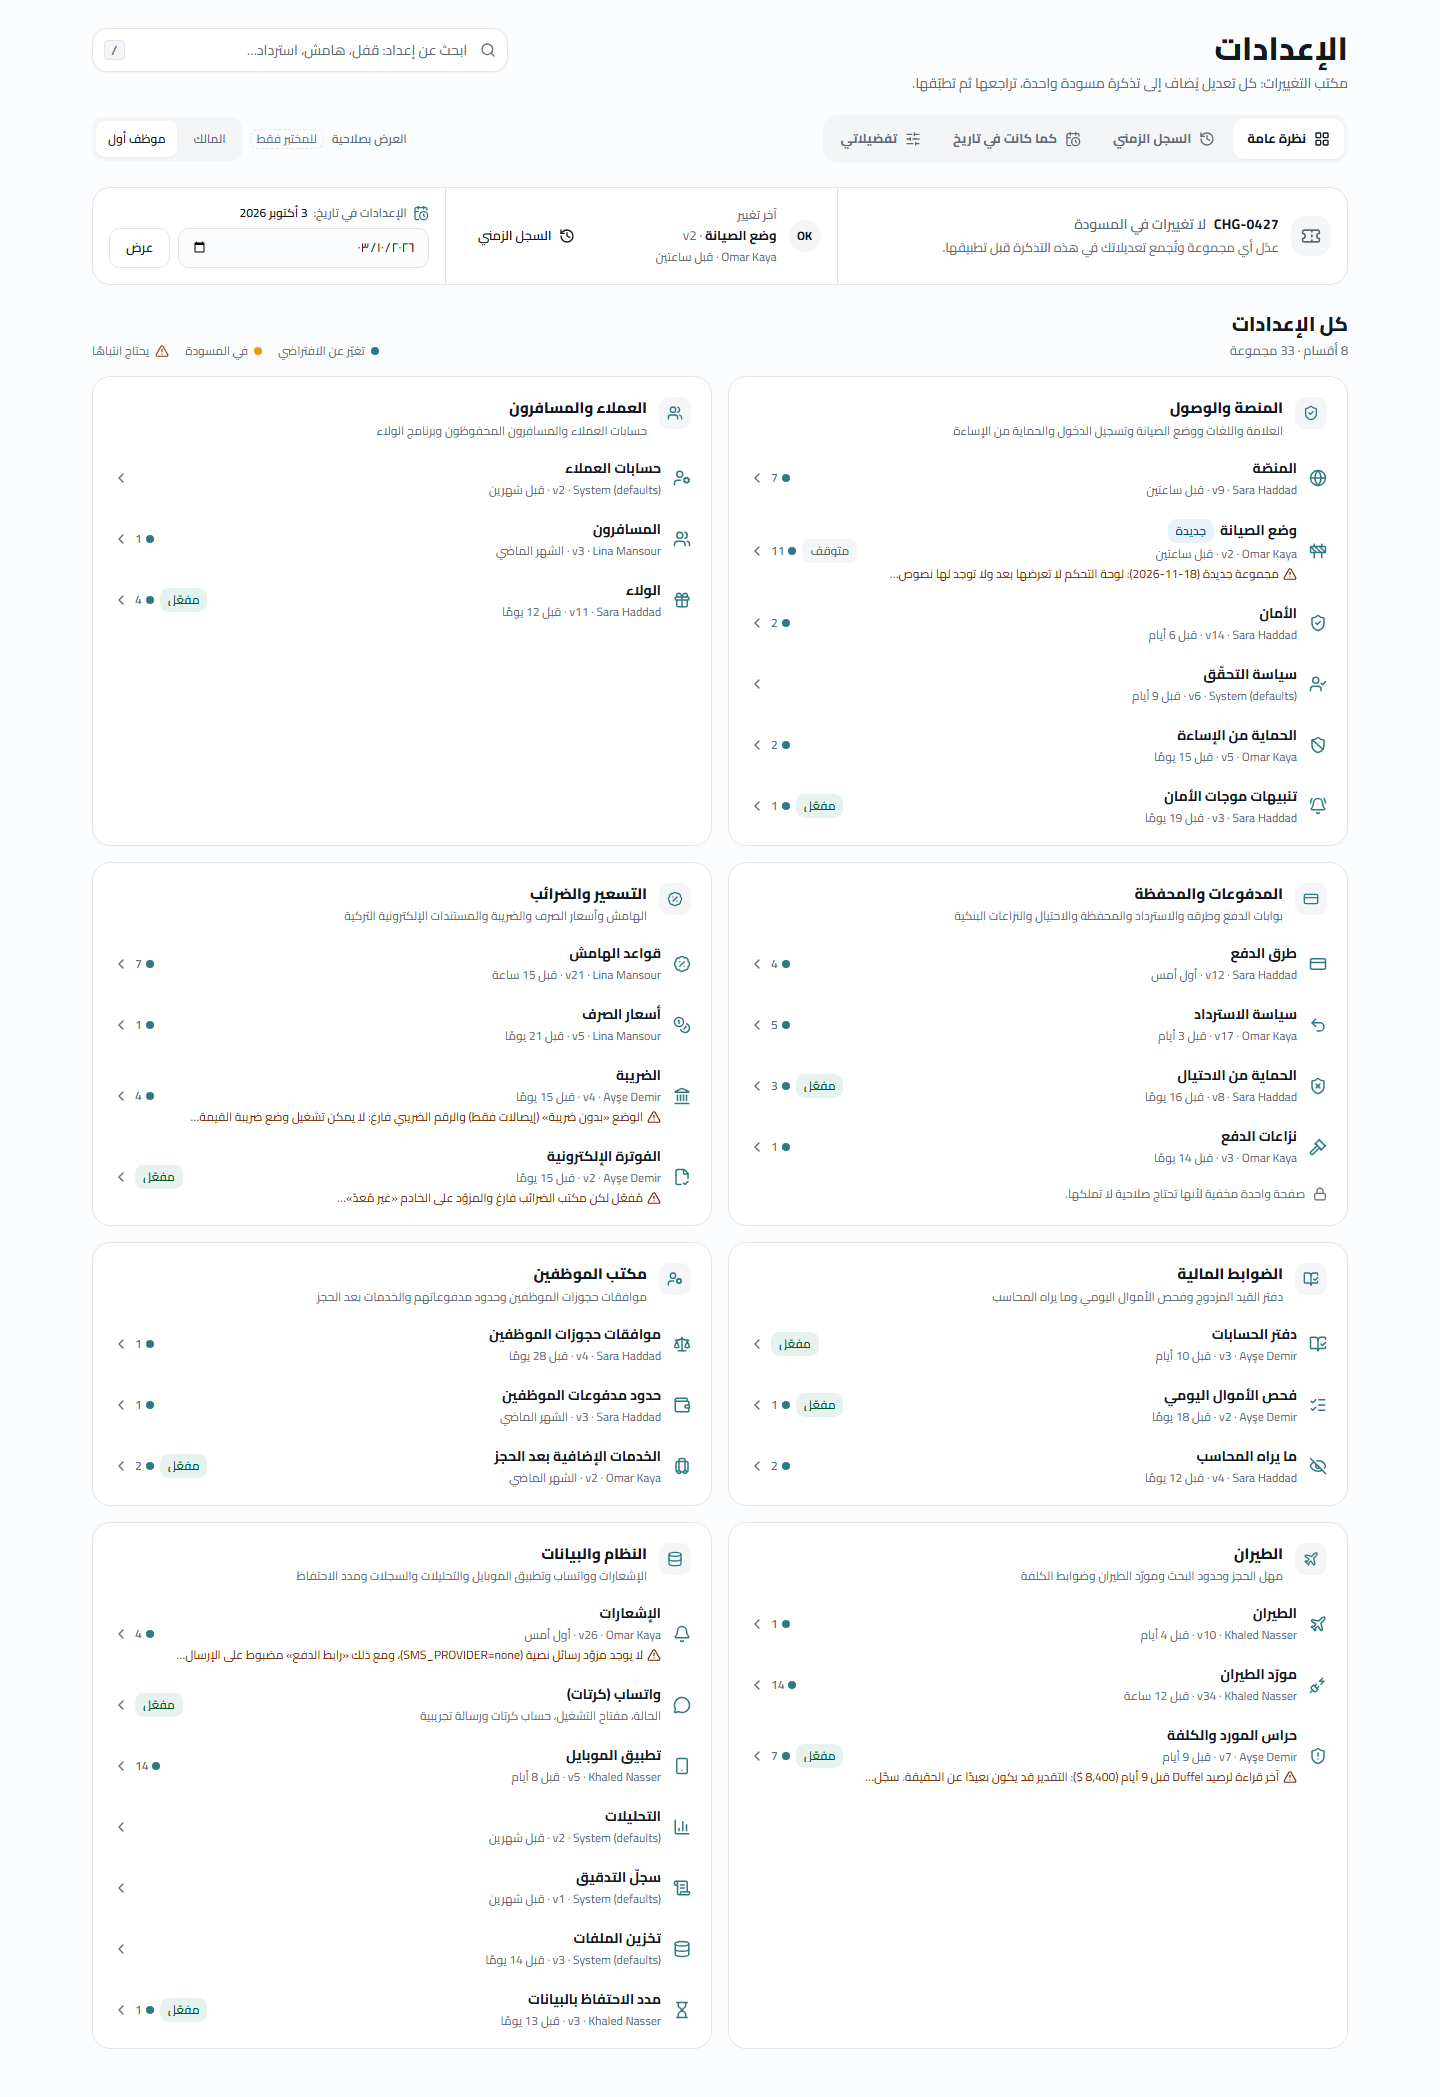 الإعدادات
مكتب التغييرات: كل تعديل يُضاف إلى تذكرة مسودة واحدة، تراجعها ثم تطبّقها.
ابحث عن إعداد: قفل، هامش، استرداد...
/
نظرة عامة
السجل الزمني
كما كانت في تاريخ
تفضيلاتي
العرض بصلاحية
للمختبر فقط
المالك
موظف أول
CHG-0427 لا تغييرات في المسودة
عدّل أي مجموعة وتُجمع تعديلاتك في هذه التذكرة قبل تطبيقها.
OK
آخر تغيير
وضع الصيانة · v2
Omar Kaya · قبل ساعتين
السجل الزمني
الإعدادات في تاريخ: 3 أكتوبر 2026
٠٣/١٠/٢٠٢٦
عرض
كل الإعدادات
8 أقسام · 33 مجموعة
تغيّر عن الافتراضي
في المسودة
يحتاج انتباهًا
المنصة والوصول
العلامة واللغات ووضع الصيانة وتسجيل الدخول والحماية من الإساءة
المنصّة
v9 · Sara Haddad · قبل ساعتين
7
وضع الصيانة جديدة
v2 · Omar Kaya · قبل ساعتين
مجموعة جديدة (2026-11-18): لوحة التحكم لا تعرضها بعد ولا توجد لها نصوص...
متوقف 11
الأمان
v14 · Sara Haddad · قبل 6 أيام
2
سياسة التحقّق
v6 · System (defaults) · قبل 9 أيام
الحماية من الإساءة
v5 · Omar Kaya · قبل 15 يومًا
2
تنبيهات موجات الأمان
v3 · Sara Haddad · قبل 19 يومًا
مفعّل 1
العملاء والمسافرون
حسابات العملاء والمسافرون المحفوظون وبرنامج الولاء
حسابات العملاء
v2 · System (defaults) · قبل شهرين
المسافرون
v3 · Lina Mansour · الشهر الماضي
1
الولاء
v11 · Sara Haddad · قبل 12 يومًا
مفعّل 4
المدفوعات والمحفظة
بوابات الدفع وطرقه والاسترداد والمحفظة والاحتيال والنزاعات البنكية
طرق الدفع
v12 · Sara Haddad · أول أمس
4
سياسة الاسترداد
v17 · Omar Kaya · قبل 3 أيام
5
الحماية من الاحتيال
v8 · Sara Haddad · قبل 16 يومًا
مفعّل 3
نزاعات الدفع
v3 · Omar Kaya · قبل 14 يومًا
1
صفحة واحدة مخفية لأنها تحتاج صلاحية لا تملكها.
التسعير والضرائب
الهامش وأسعار الصرف والضريبة والمستندات الإلكترونية التركية
قواعد الهامش
v21 · Lina Mansour · قبل 15 ساعة
7
أسعار الصرف
v5 · Lina Mansour · قبل 21 يومًا
1
الضريبة
v4 · Ayşe Demir · قبل 15 يومًا
الوضع «بدون ضريبة» (إيصالات فقط) والرقم الضريبي فارغ: لا يمكن تشغيل وضع ضريبة القيمة...
4
الفوترة الإلكترونية
v2 · Ayşe Demir · قبل 15 يومًا
مُفعّل لكن مكتب الضرائب فارغ والمزوّد على الخادم «غير مُعدّ»...
مفعّل
الضوابط المالية
دفتر القيد المزدوج وفحص الأموال اليومي وما يراه المحاسب
دفتر الحسابات
v3 · Ayşe Demir · قبل 10 أيام
مفعّل
فحص الأموال اليومي
v2 · Ayşe Demir · قبل 18 يومًا
مفعّل 1
ما يراه المحاسب
v4 · Sara Haddad · قبل 12 يومًا
2
مكتب الموظفين
موافقات حجوزات الموظفين وحدود مدفوعاتهم والخدمات بعد الحجز
موافقات حجوزات الموظفين
v4 · Sara Haddad · قبل 28 يومًا
1
حدود مدفوعات الموظفين
v3 · Sara Haddad · الشهر الماضي
1
الخدمات الإضافية بعد الحجز
v2 · Omar Kaya · الشهر الماضي
مفعّل 2
الطيران
مهل الحجز وحدود البحث ومورّد الطيران وضوابط الكلفة
الطيران
v10 · Khaled Nasser · قبل 4 أيام
1
مورّد الطيران
v34 · Khaled Nasser · قبل 12 ساعة
14
حراس المورد والكلفة
v7 · Ayşe Demir · قبل 9 أيام
آخر قراءة لرصيد Duffel قبل 9 أيام (8,400 $): التقدير قد يكون بعيدًا عن الحقيقة. سجّل...
مفعّل 7
النظام والبيانات
الإشعارات وواتساب وتطبيق الموبايل والتحليلات والسجلات ومدد الاحتفاظ
الإشعارات
v26 · Omar Kaya · أول أمس
لا يوجد مزوّد رسائل نصية (SMS_PROVIDER=none)، ومع ذلك «رابط الدفع» مضبوط على الإرسال...
4
واتساب (كرتات)
الحالة، مفتاح التشغيل، حساب كرتات ورسالة تجريبية
مفعّل
تطبيق الموبايل
v5 · Khaled Nasser · قبل 8 أيام
14
التحليلات
v2 · System (defaults) · قبل شهرين
سجلّ التدقيق
v1 · System (defaults) · قبل شهرين
تخزين الملفات
v3 · System (defaults) · قبل 14 يومًا
مدد الاحتفاظ بالبيانات
v3 · Khaled Nasser · قبل 13 يومًا
مفعّل 1